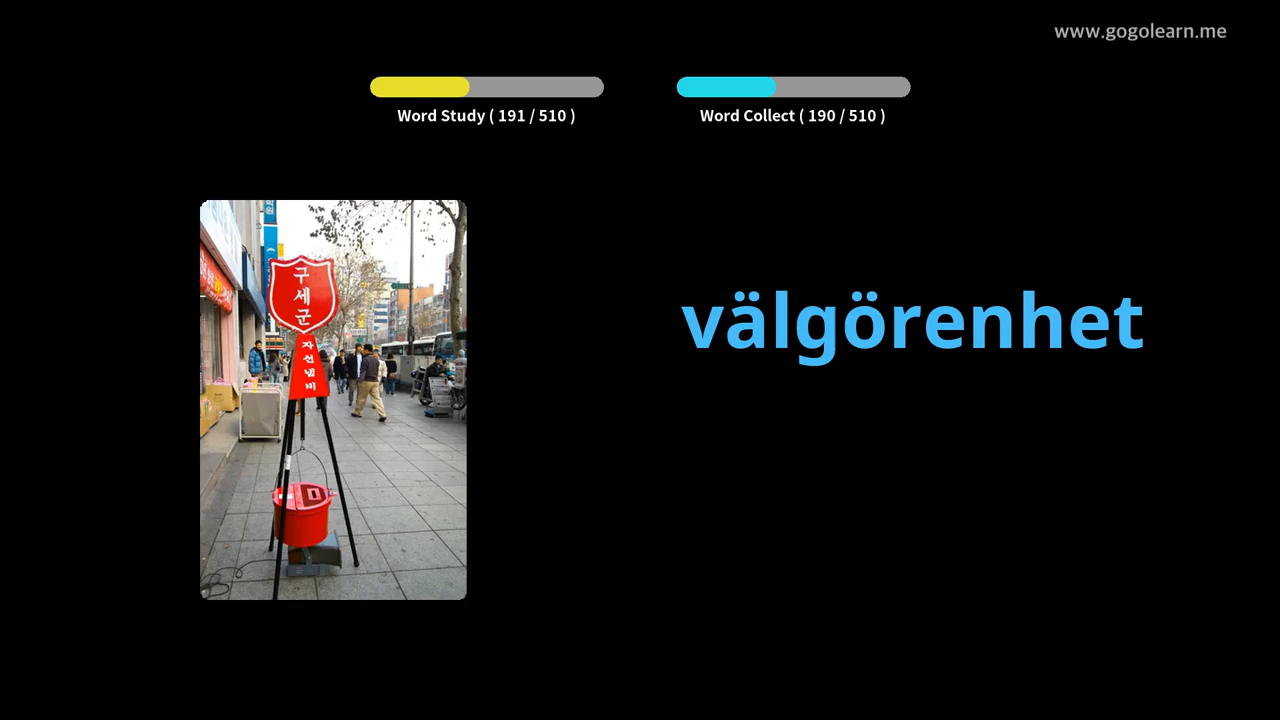 www.gogolearn.me
Word Study ( 191 / 510 )
Word Collect ( 190 / 510 )
välgörenhet
구세군
자선냄비